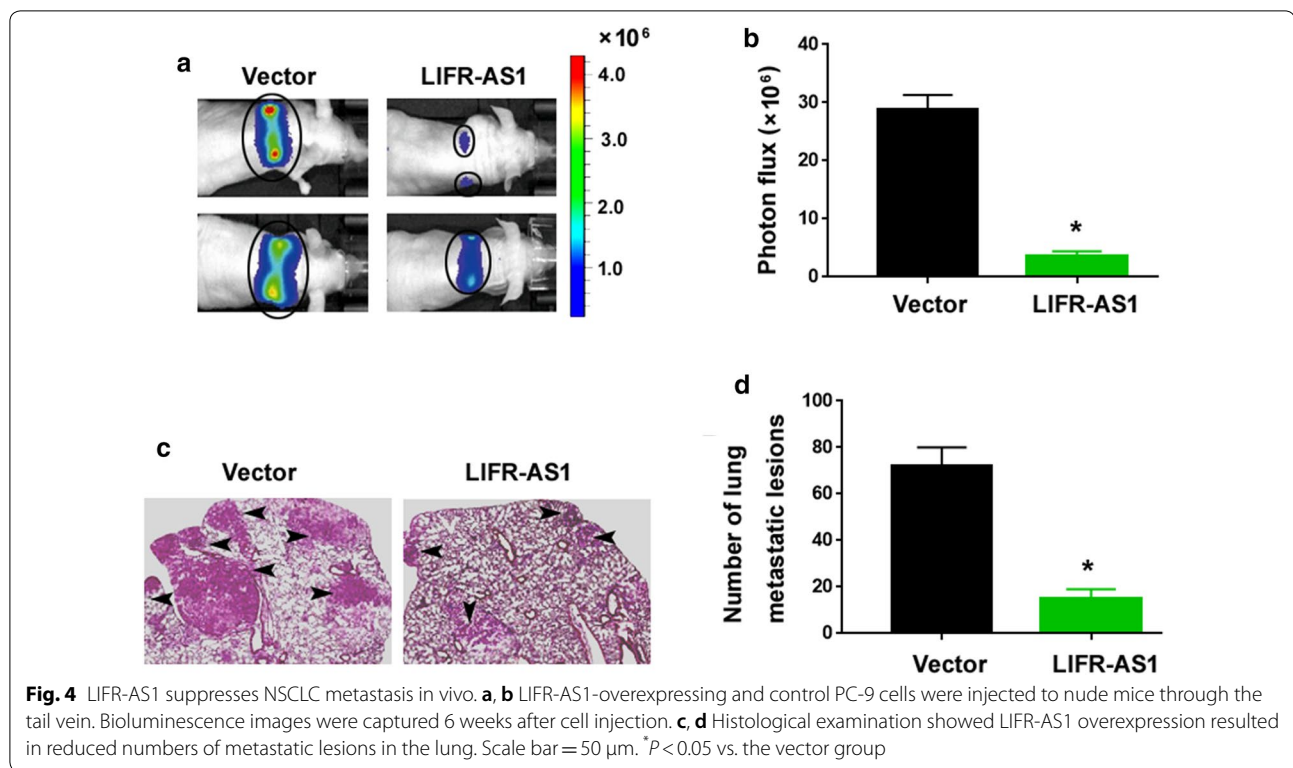 a
Vector
LIFR-AS1
×10⁶
4.0
3.0
2.0
1.0
b
Photon flux (×10⁶)
40
30
20
10
0
*
Vector
LIFR-AS1
c
Vector
LIFR-AS1
d
Number of lung
metastatic lesions
100
80
60
40
20
0
*
Vector
LIFR-AS1
Fig. 4 LIFR-AS1 suppresses NSCLC metastasis in vivo. a, b LIFR-AS1-overexpressing and control PC-9 cells were injected to nude mice through the
tail vein. Bioluminescence images were captured 6 weeks after cell injection. c, d Histological examination showed LIFR-AS1 overexpression resulted
in reduced numbers of metastatic lesions in the lung. Scale bar = 50 μm. *P < 0.05 vs. the vector group